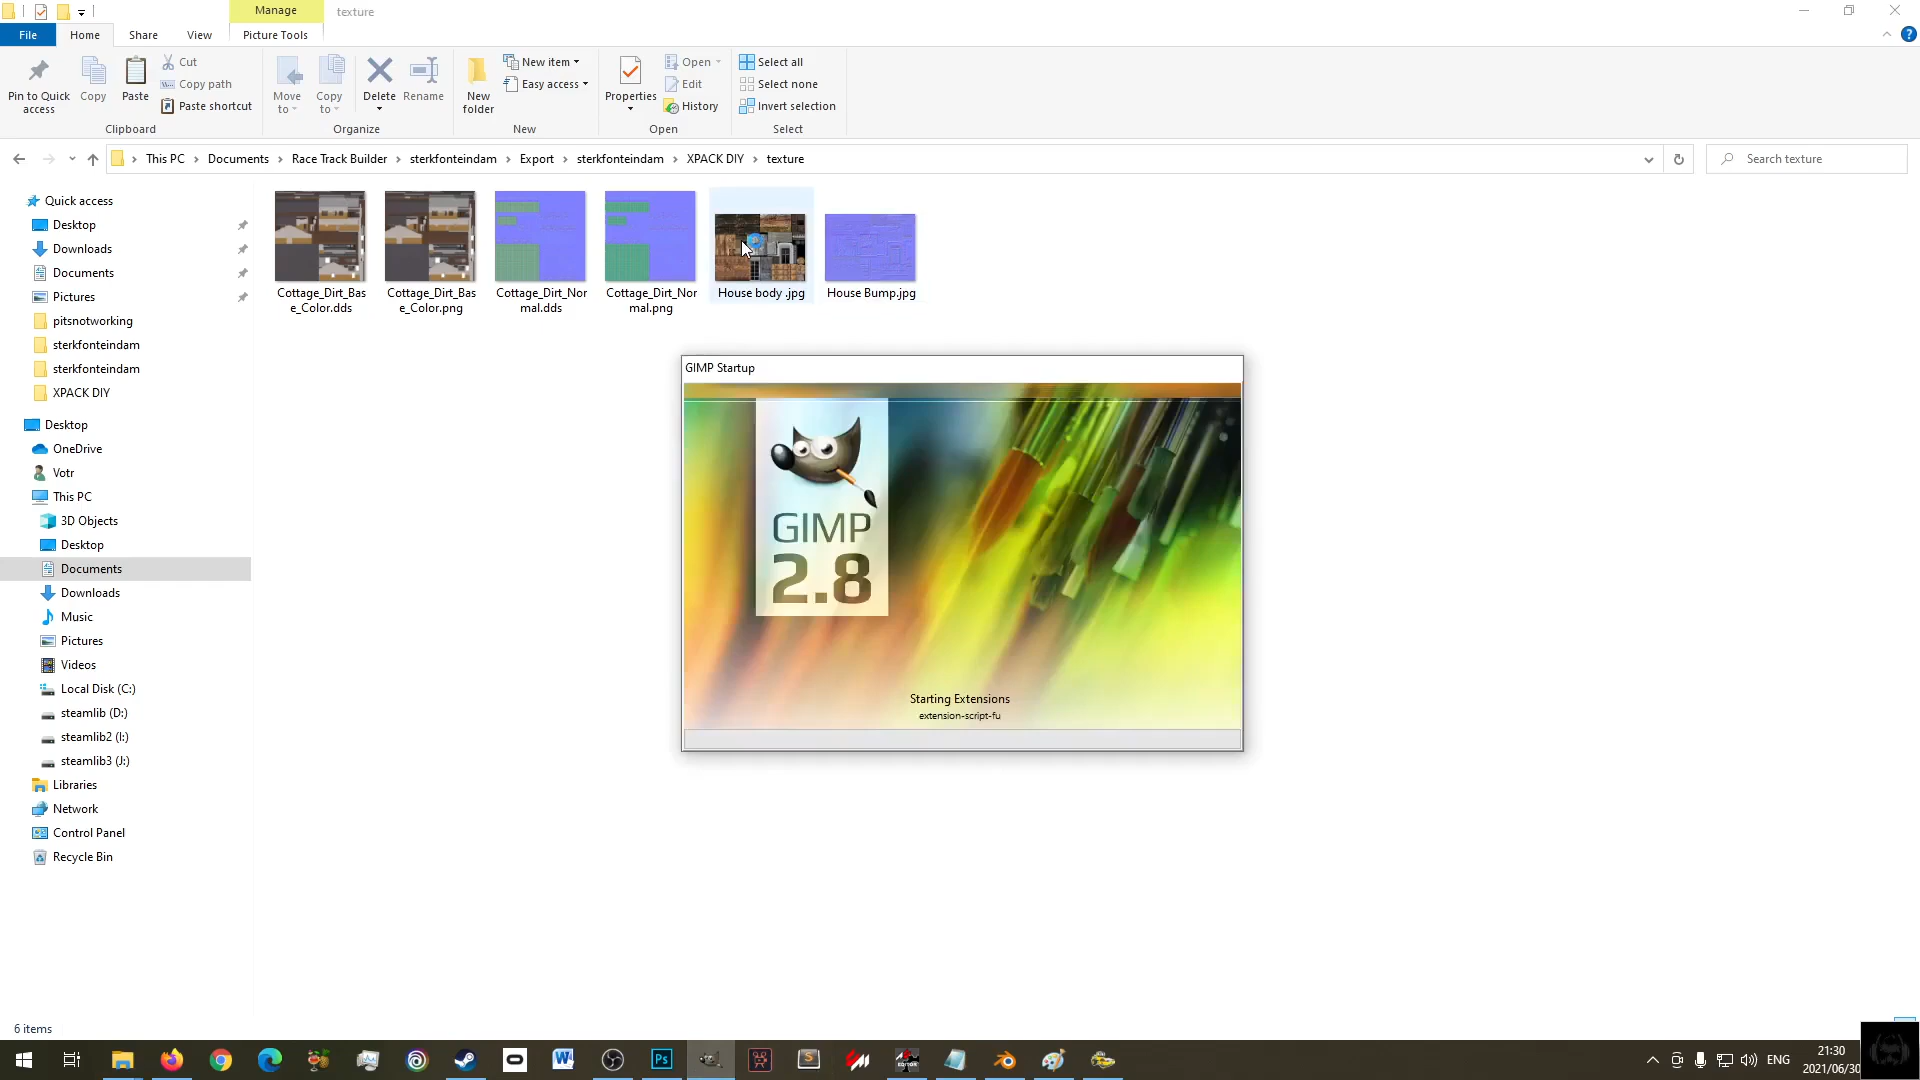 Manage
texture
File
Home
Share
View
Picture Tools
Pin to Quick access
Copy
Paste
Cut
Copy path
Paste shortcut
Clipboard
Move to
Copy to
Delete
Rename
Organize
New folder
New item
Easy access
New
Properties
Open
Edit
History
Open
Select all
Select none
Invert selection
Select
This PC
Documents
Race Track Builder
sterkfonteindam
Export
sterkfonteindam
XPACK DIY
texture
Search texture
Quick access
Desktop
Downloads
Documents
Pictures
pitsnotworking
sterkfonteindam
sterkfonteindam
XPACK DIY
Desktop
OneDrive
Votr
This PC
3D Objects
Desktop
Documents
Downloads
Music
Pictures
Videos
Local Disk (C:)
steamlib (D:)
steamlib2 (I:)
steamlib3 (J:)
Libraries
Network
Control Panel
Recycle Bin
Cottage_Dirt_Bas
e_Color.dds
Cottage_Dirt_Bas
e_Color.png
Cottage_Dirt_Nor
mal.dds
Cottage_Dirt_Nor
mal.png
House body .jpg
House Bump.jpg
GIMP Startup
GIMP
2.8
Starting Extensions
extension-script-fu
6 items
ENG
21:30
2021/06/30